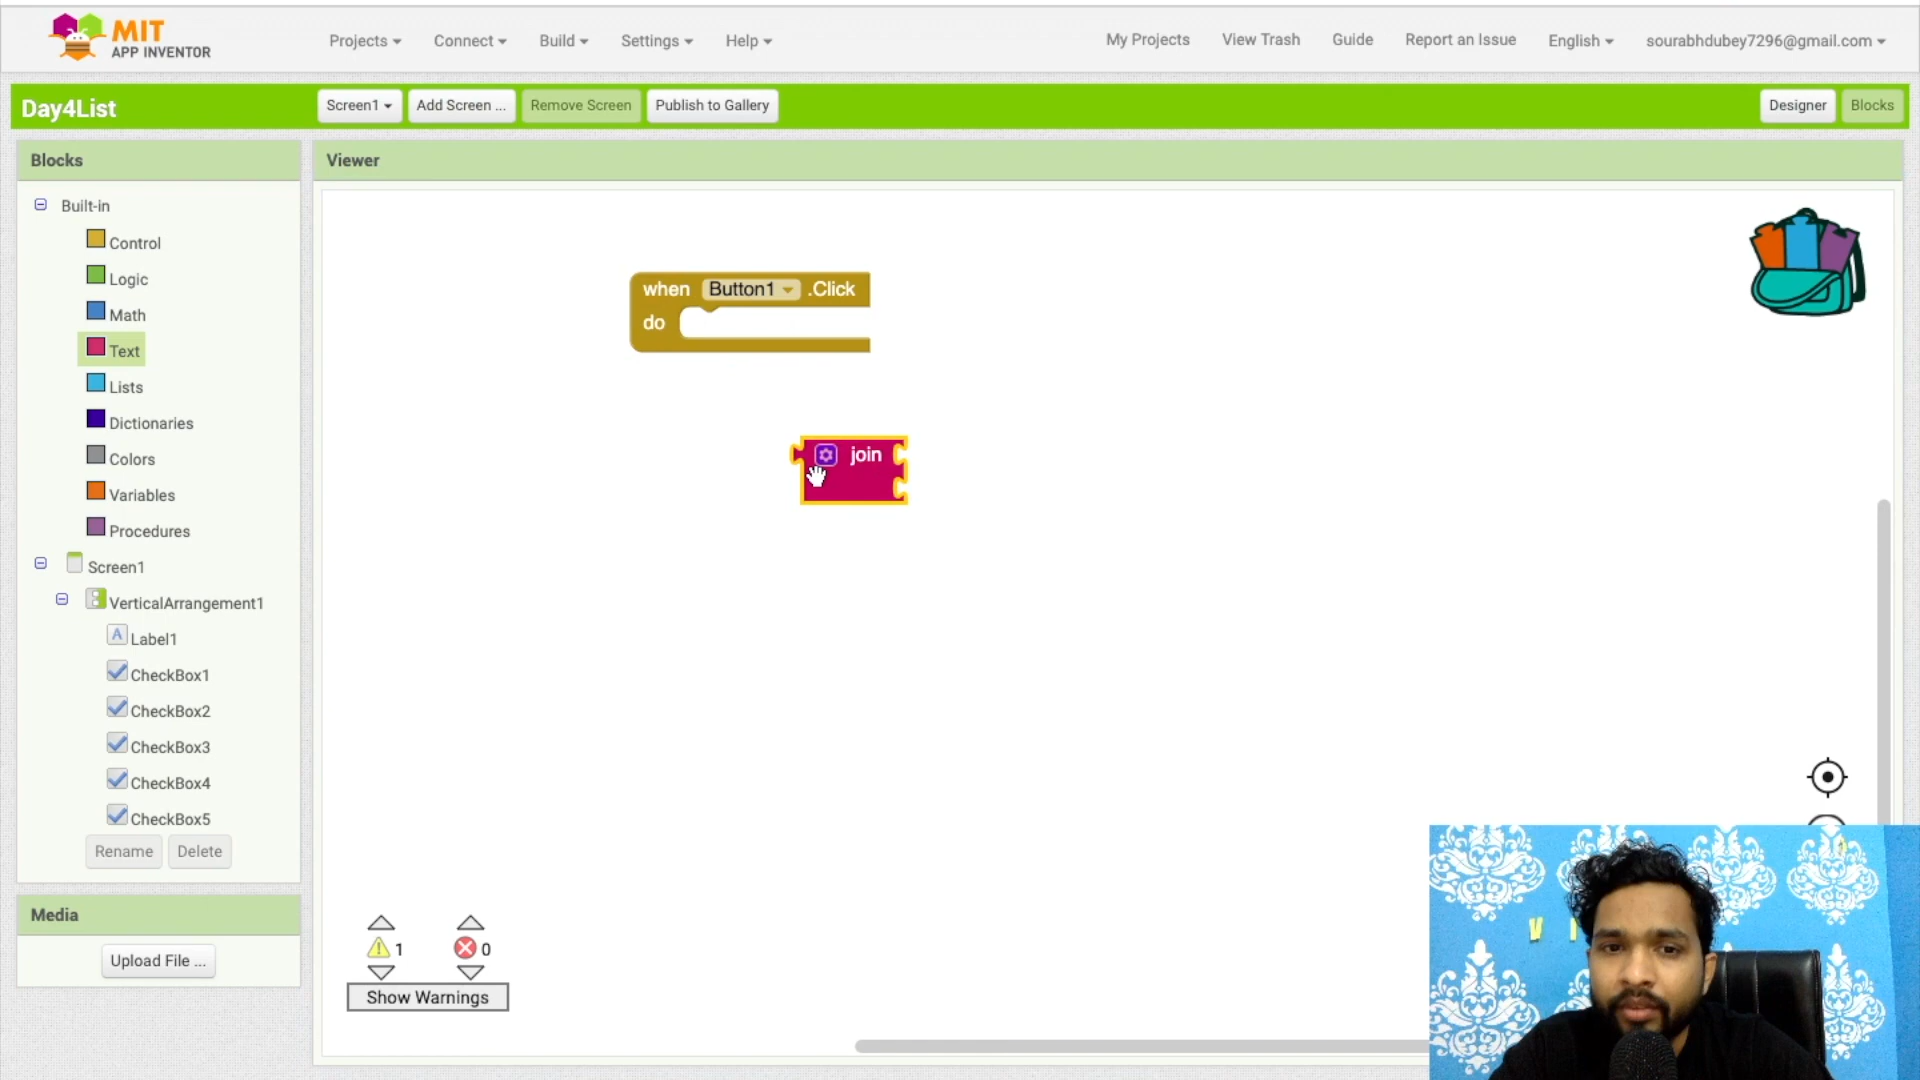 MIT
APP INVENTOR
Projects
Connect
Build
Settings
Help
My Projects
View Trash
Guide
Report an Issue
English
sourabhdubey7296@gmail.com
Day4List
Screen1
Add Screen ...
Remove Screen
Publish to Gallery
Designer
Blocks
Blocks
Viewer
Built-in
Control
Logic
Math
Text
Lists
Dictionaries
Colors
Variables
Procedures
Screen1
VerticalArrangement1
A Label1
CheckBox1
CheckBox2
CheckBox3
CheckBox4
CheckBox5
Rename
Delete
Media
Upload File ...
when Button1 .Click
do
join
1
0
Show Warnings
V I